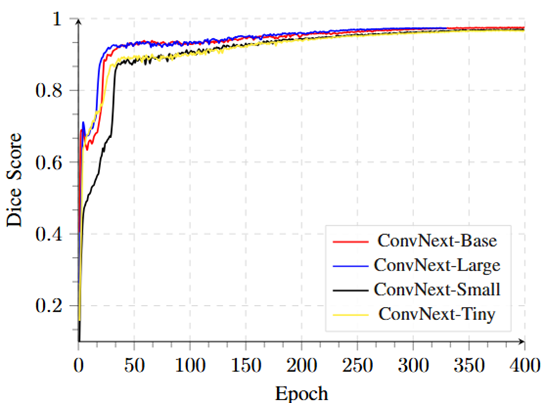 1
0.8
0.6
0.4
0.2
Dice Score
ConvNext-Base
ConvNext-Large
ConvNext-Small
ConvNext-Tiny
0 50 100 150 200 250 300 350 400
Epoch